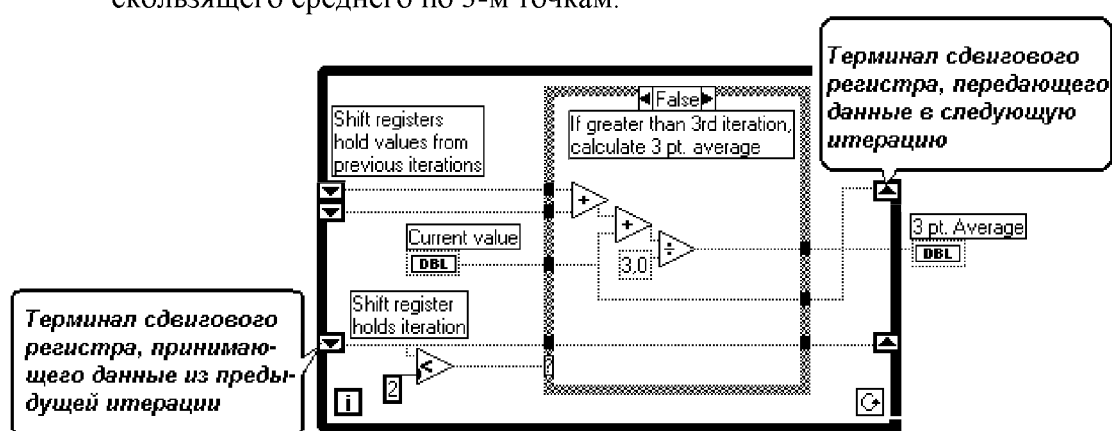 скользящего среднего по 3-м точкам.
Терминал сдвигового
регистра, передающего
данные в следующую
итерацию
False
Shift registers
hold values from
previous iterations
If greater than 3rd iteration,
calculate 3 pt. average
+
+
÷
3,0
Current value
DBL
3 pt. Average
DBL
Shift register
holds iteration
<
2
?
i
Терминал сдвигового
регистра, принимаю-
щего данные из преды-
дущей итерации